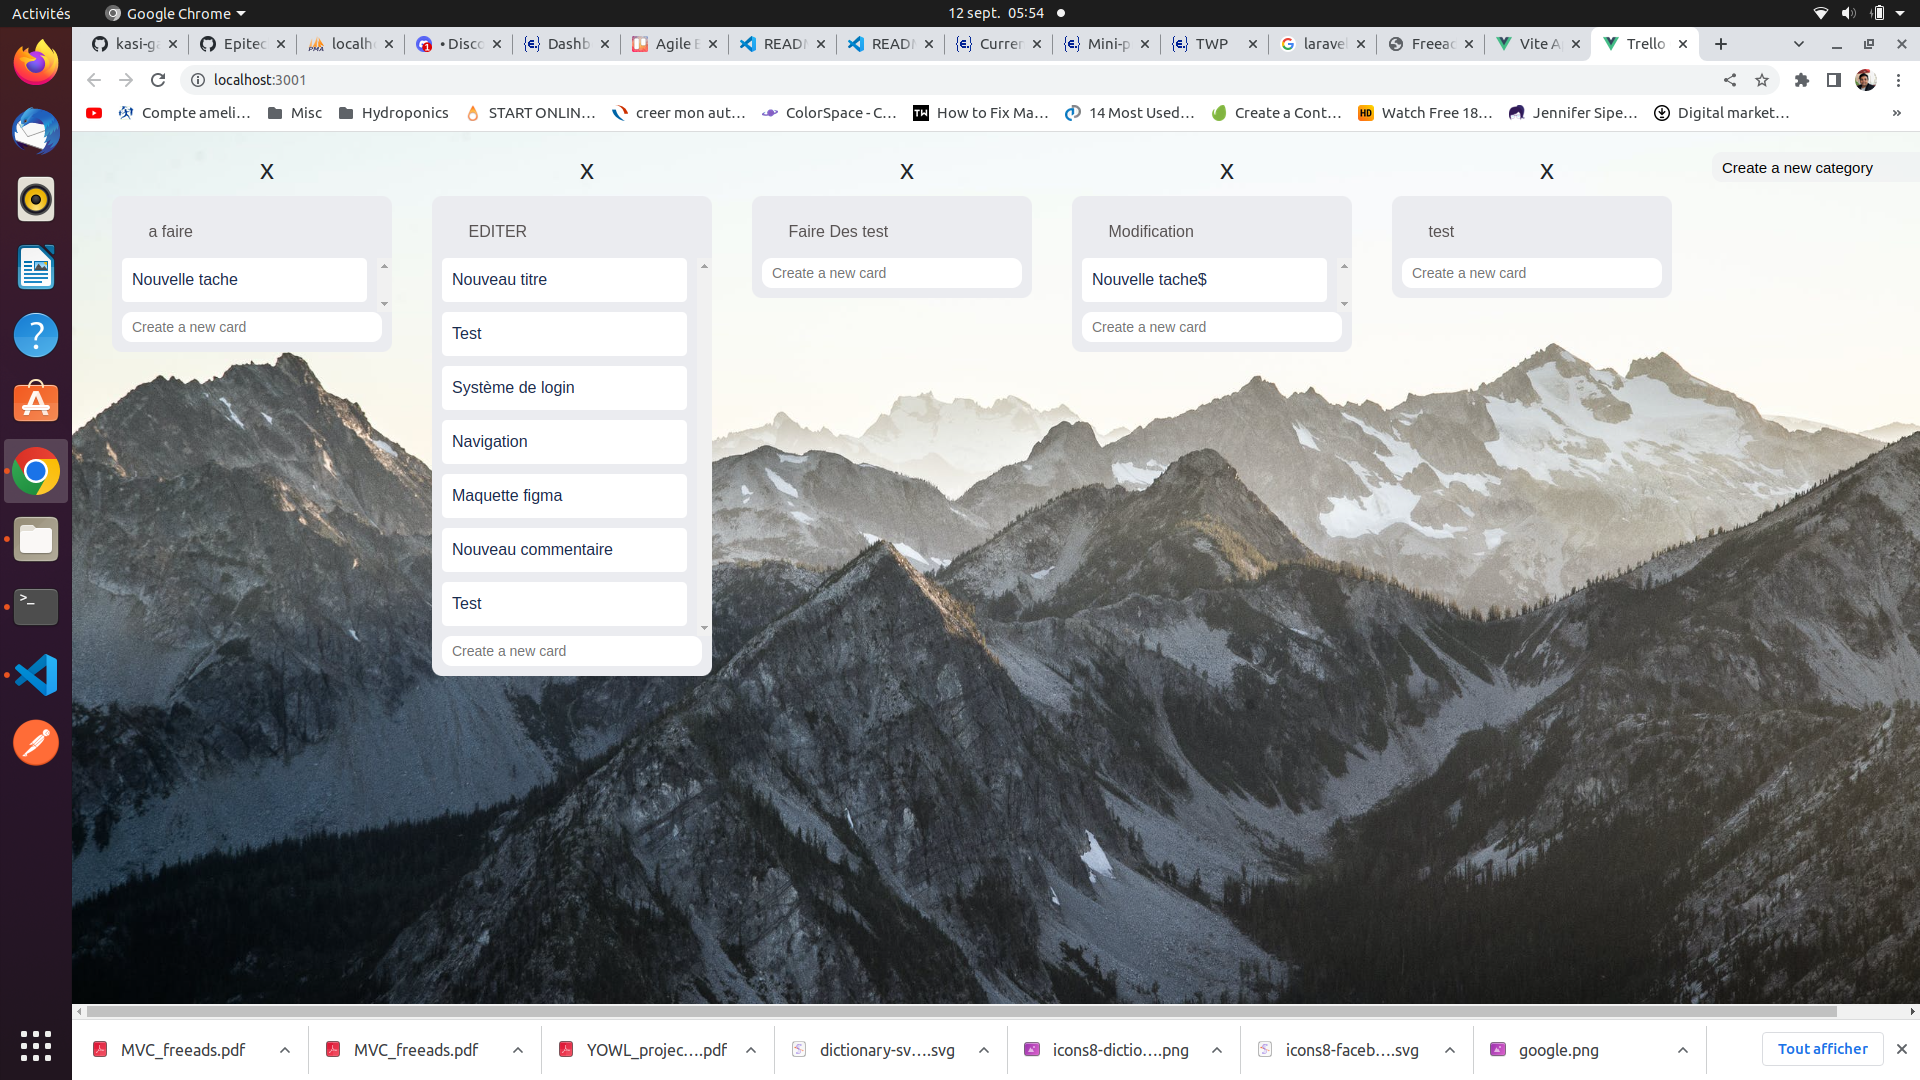 Activités
Google Chrome
12 sept. 05:54
kasi-ga
Epitec
localho
• Disco
Dashb
Agile B
READM
READM
Curren
Mini-p
TWP
laravel
Freead
Vite A
Trello
localhost:3001
Compte ameli...
Misc
Hydroponics
START ONLIN...
creer mon aut...
ColorSpace - C...
How to Fix Ma...
14 Most Used...
Create a Cont...
Watch Free 18...
Jennifer Sipe...
Digital market...
»
X
X
X
X
X
Create a new category
a faire
EDITER
Faire Des test
Modification
test
Nouvelle tache
Create a new card
Nouveau titre
Test
Système de login
Navigation
Maquette figma
Nouveau commentaire
Test
Create a new card
Create a new card
Nouvelle tache$
Create a new card
Create a new card
MVC_freeads.pdf
MVC_freeads.pdf
YOWL_projec....pdf
dictionary-sv....svg
icons8-dictio....png
icons8-faceb....svg
google.png
Tout afficher